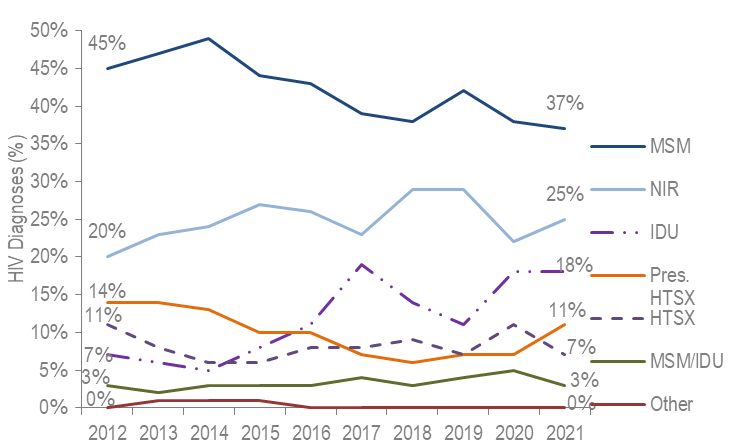 50%
45%
40%
35%
30%
25%
20%
15%
10%
5%
0%
HIV Diagnoses (%)
45%
20%
14%
11%
7%
3%
0%
37%
25%
18%
11%
7%
3%
0%
MSM
NIR
IDU
Pres.
HTSX
HTSX
MSM/IDU
Other
2012 2013 2014 2015 2016 2017 2018 2019 2020 2021